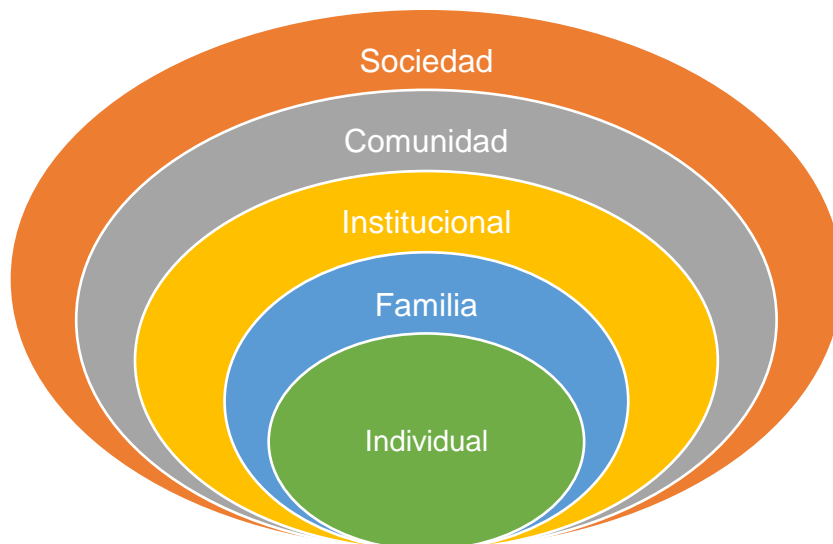 Sociedad
Comunidad
Institucional
Familia
Individual